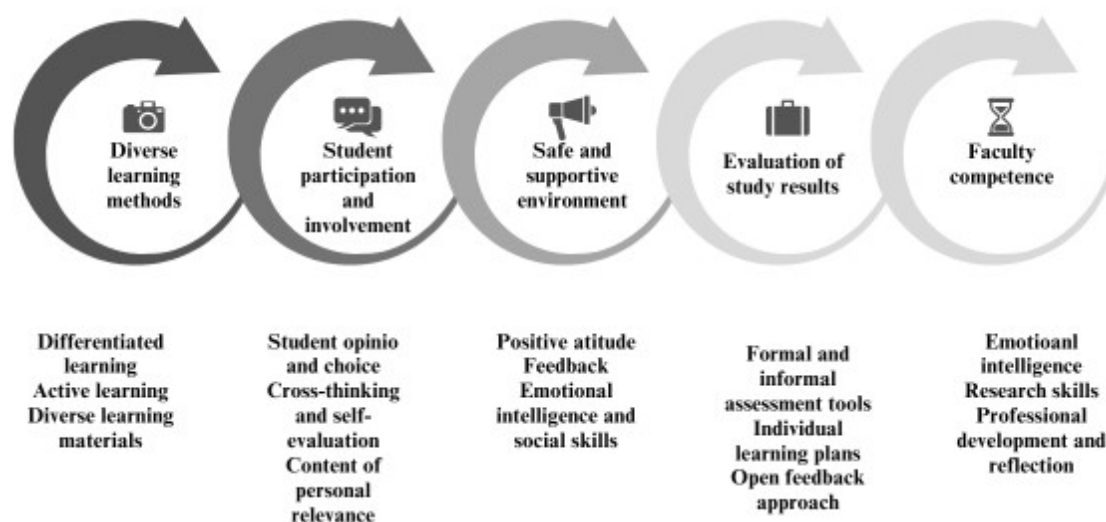 Diverse
learning
methods
Student
participation
and
involvement
Safe and
supportive
environment
Evaluation of
study results
Faculty
competence
Differentiated
learning
Active learning
Diverse learning
materials
Student opinio
and choice
Cross-thinking
and self-
evaluation
Content of
personal
relevance
Positive atitude
Feedback
Emotional
intelligence and
social skills
Formal and
informal
assessment tools
Individual
learning plans
Open feedback
approach
Emotioanl
intelligence
Research skills
Professional
development and
reflection